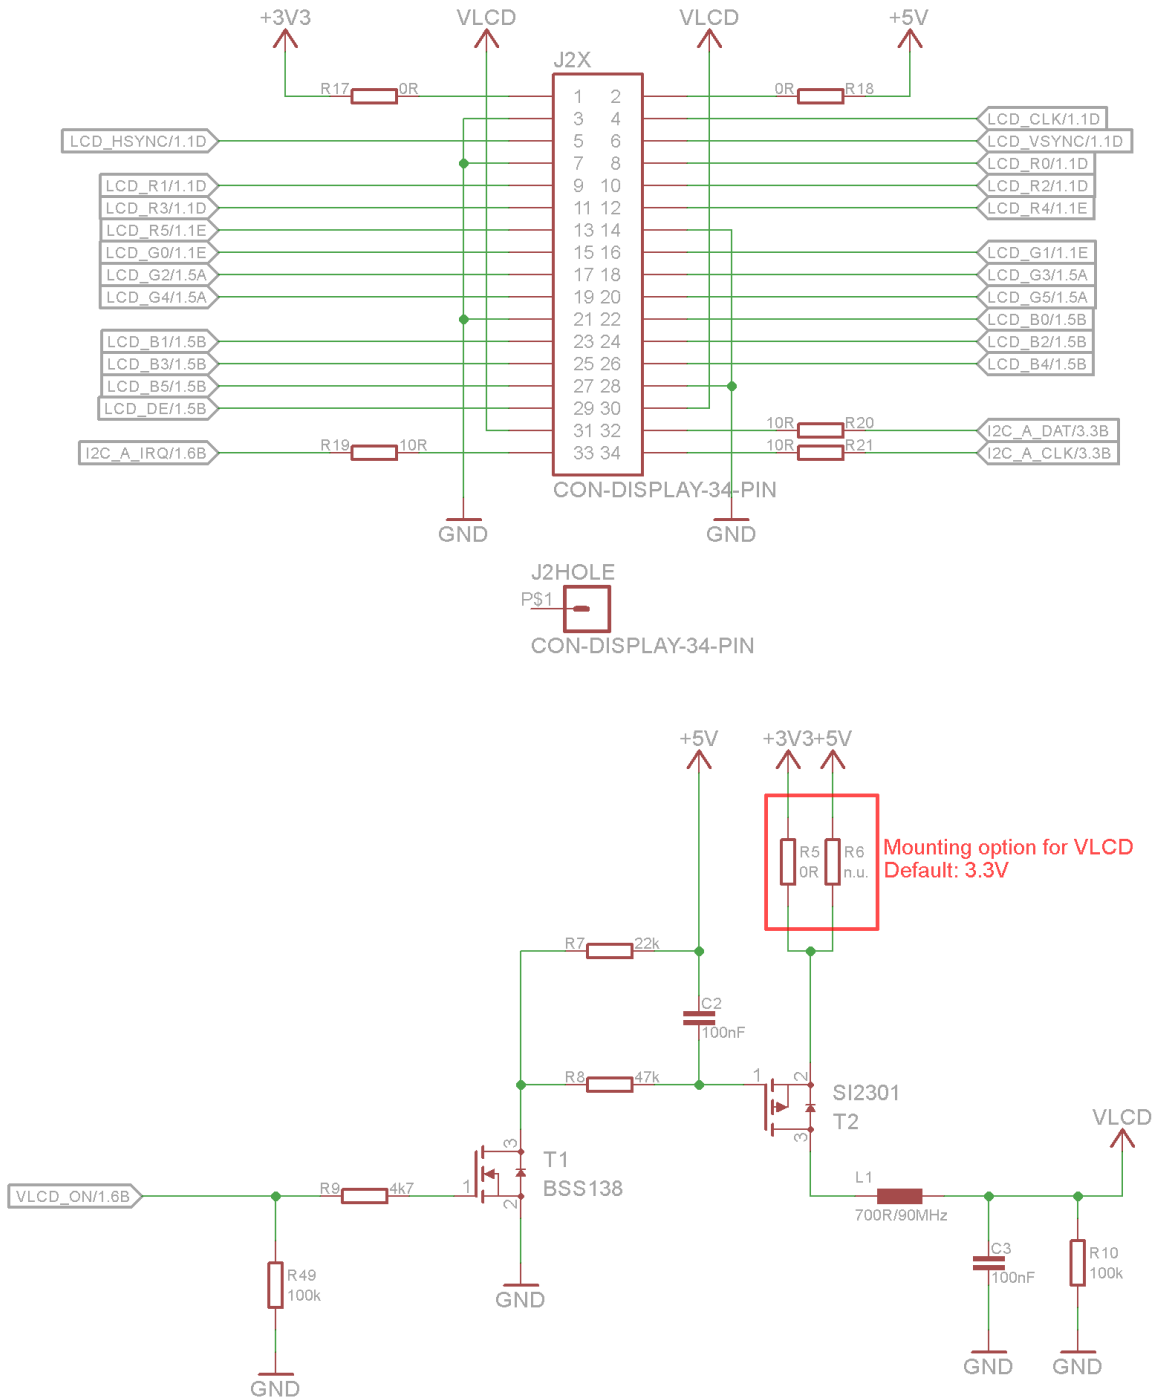 +3V3 VLCD VLCD +5V
J2X
R17 0R 1 2 0R R18
3 4 LCD_CLK/1.1D
LCD_HSYNC/1.1D 5 6 LCD_VSYNC/1.1D
7 8 LCD_R0/1.1D
LCD_R1/1.1D 9 10 LCD_R2/1.1D
LCD_R3/1.1D 11 12 LCD_R4/1.1E
LCD_R5/1.1E 13 14
LCD_G0/1.1E 15 16 LCD_G1/1.1E
LCD_G2/1.5A 17 18 LCD_G3/1.5A
LCD_G4/1.5A 19 20 LCD_G5/1.5A
21 22 LCD_B0/1.5B
LCD_B1/1.5B 23 24 LCD_B2/1.5B
LCD_B3/1.5B 25 26 LCD_B4/1.5B
LCD_B5/1.5B 27 28
LCD_DE/1.5B 29 30
31 32 10R R20 I2C_A_DAT/3.3B
I2C_A_IRQ/1.6B R19 10R 33 34 10R R21 I2C_A_CLK/3.3B
CON-DISPLAY-34-PIN
GND GND
J2HOLE
P$1
CON-DISPLAY-34-PIN
+5V +3V3 +5V
Mounting option for VLCD
Default: 3.3V
R5 R6
0R n.u.
R7 22k
C2
100nF
R8 47k 1 2
SI2301
T2
3
VLCD
3
T1
BSS138
1
2
L1
700R/90MHz
VLCD_ON/1.6B R9 4k7
C3 R10
100nF 100k
R49
100k
GND
GND GND
GND